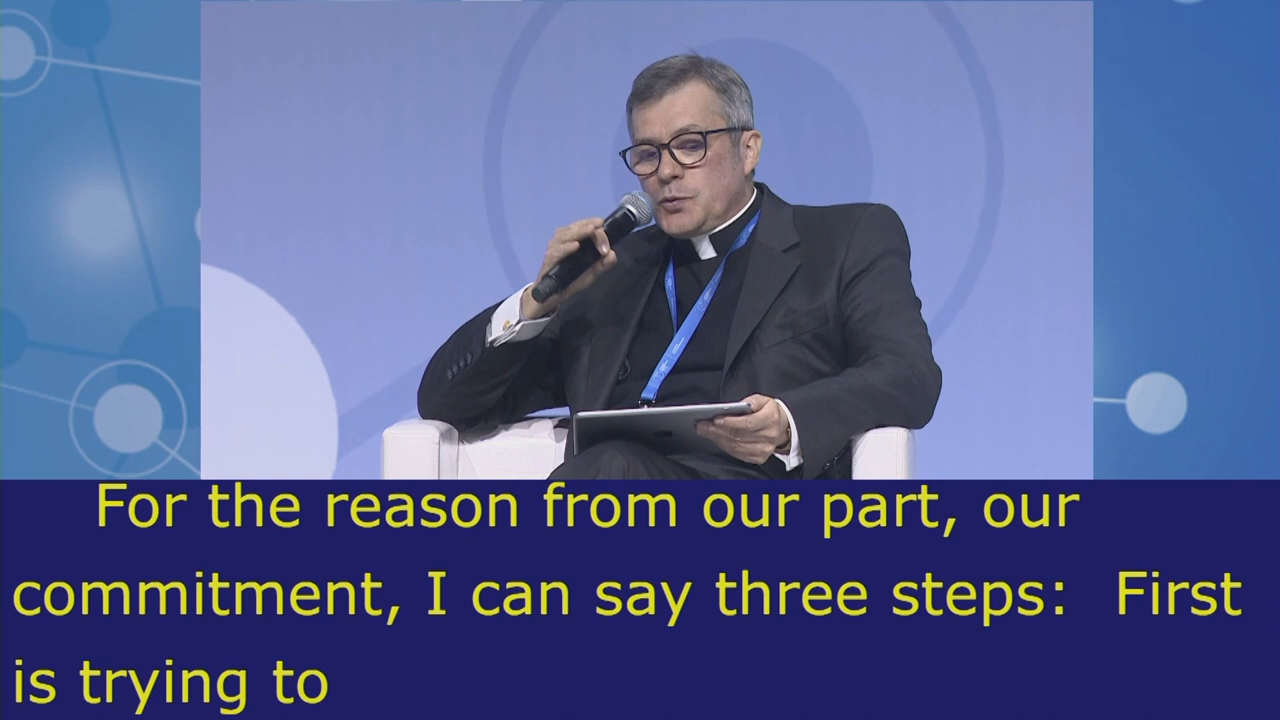 For the reason from our part, our
commitment, I can say three steps:  First
is trying to